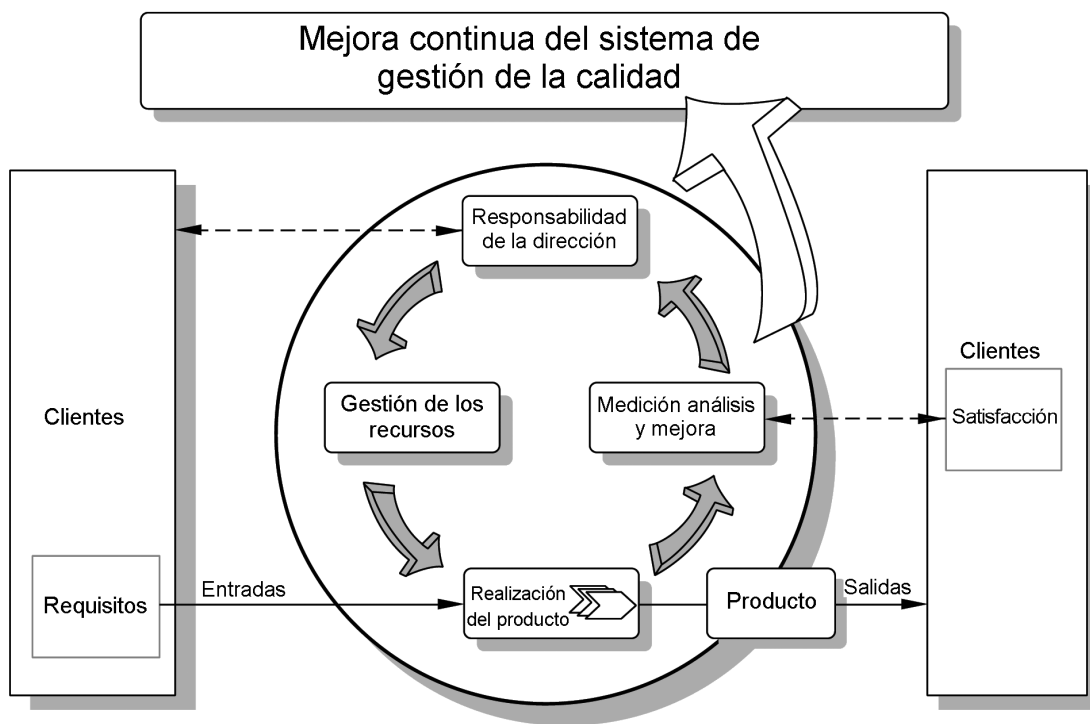 Mejora continua del sistema de
gestión de la calidad
Responsabilidad
de la dirección
Clientes
Gestión de los
recursos
Medición análisis
y mejora
Clientes
Satisfacción
Requisitos
Entradas
Realización
del producto
Producto
Salidas